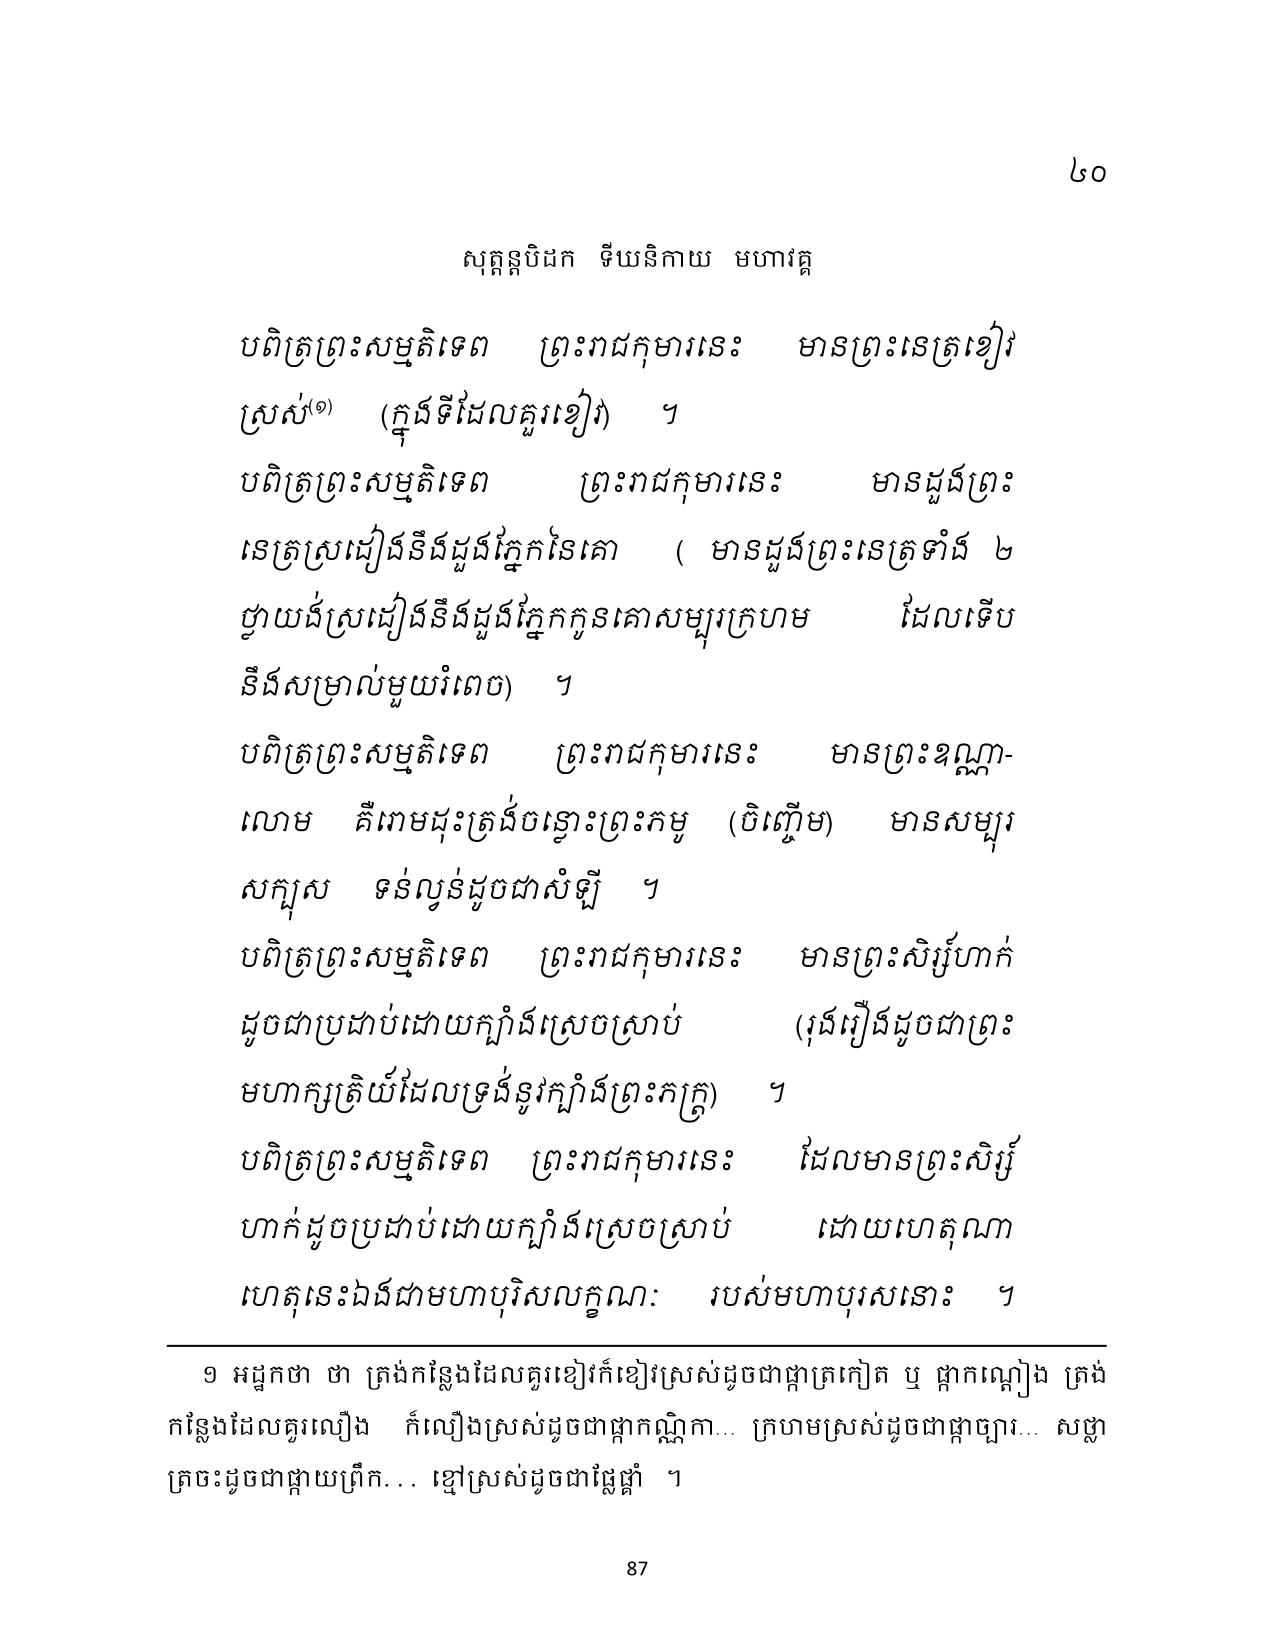 ៤០
សុត្តន្តបិដក ទីឃនិកាយ មហាវគ្គ
បពិត្រព្រះសម្មតិទេព ព្រះរាជកុមារនេះ មានព្រះនេត្រខៀវ
ស្រស់(១) (ក្នុងទីដែលគួរខៀវ) ។
បពិត្រព្រះសម្មតិទេព ព្រះរាជកុមារនេះ មានដួងព្រះ
នេត្រស្រដៀងនឹងដួងភ្នែកនៃគោ ( មានដួងព្រះនេត្រទាំង ២
ថ្លាយង់ស្រដៀងនឹងដួងភ្នែកកូនគោសម្បុរក្រហម ដែលទើប
នឹងសម្រាល់មួយរំពេច) ។
បពិត្រព្រះសម្មតិទេព ព្រះរាជកុមារនេះ មានព្រះឧណ្ណា-
លោម គឺរោមដុះត្រង់ចន្លោះព្រះភមូ (ចិញ្ចើម) មានសម្បុរ
សក្បុស ទន់ល្វន់ដូចជាសំឡី ។
បពិត្រព្រះសម្មតិទេព ព្រះរាជកុមារនេះ មានព្រះសិរ្ស៍ហាក់
ដូចជាប្រដាប់ដោយក្បាំងស្រេចស្រាប់ (រុងរឿងដូចជាព្រះ
មហាក្សត្រិយ៍ដែលទ្រង់នូវក្បាំងព្រះភក្ត្រ) ។
បពិត្រព្រះសម្មតិទេព ព្រះរាជកុមារនេះ ដែលមានព្រះសិរ្ស៍
ហាក់ដូចប្រដាប់ដោយក្បាំងស្រេចស្រាប់ ដោយហេតុណា
ហេតុនេះឯងជាមហាបុរិសលក្ខណៈ របស់មហាបុរសនោះ ។
១ អដ្ឋកថា ថា ត្រង់កន្លែងដែលគួរខៀវក៏ខៀវស្រស់ដូចជាផ្កាត្រកៀត ឬ ផ្កាកណ្តៀង ត្រង់
កន្លែងដែលគួរលឿង ក៏លឿងស្រស់ដូចជាផ្កាកណ្ណិកា... ក្រហមស្រស់ដូចជាផ្កាច្បារ... សថ្លា
ត្រចះដូចជាផ្កាយព្រឹក... ខ្មៅស្រស់ដូចជាផ្លែផ្គាំ ។
87